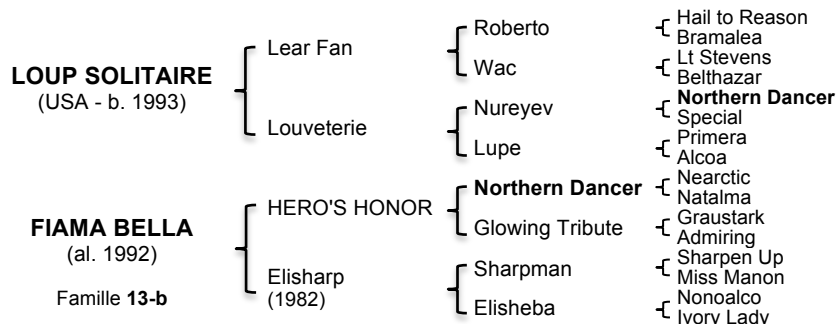 LOUP SOLITAIRE
(USA - b. 1993)
Lear Fan
Louveterie
Roberto
Wac
Nureyev
Lupe
Hail to Reason
Bramalea
Lt Stevens
Belthazar
Northern Dancer
Special
Primera
Alcoa
FIAMA BELLA
(al. 1992)
Famille 13-b
HERO'S HONOR
Elisharp
(1982)
Northern Dancer
Glowing Tribute
Sharpman
Elisheba
Nearctic
Natalma
Graustark
Admiring
Sharpen Up
Miss Manon
Nonoalco
Ivory Lady